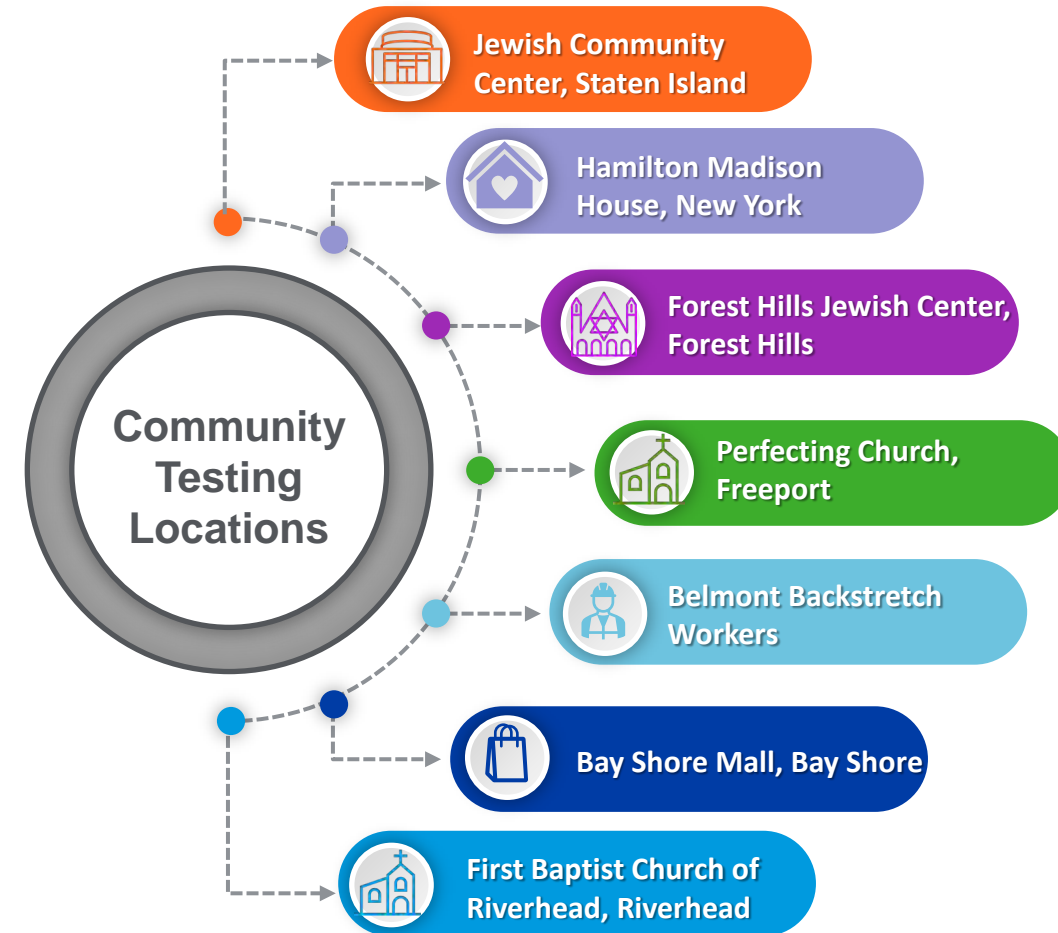 Jewish Community
Center, Staten Island
Hamilton Madison
House, New York
Forest Hills Jewish Center,
Forest Hills
Community
Testing
Locations
Perfecting Church,
Freeport
Belmont Backstretch
Workers
Bay Shore Mall, Bay Shore
First Baptist Church of
Riverhead, Riverhead